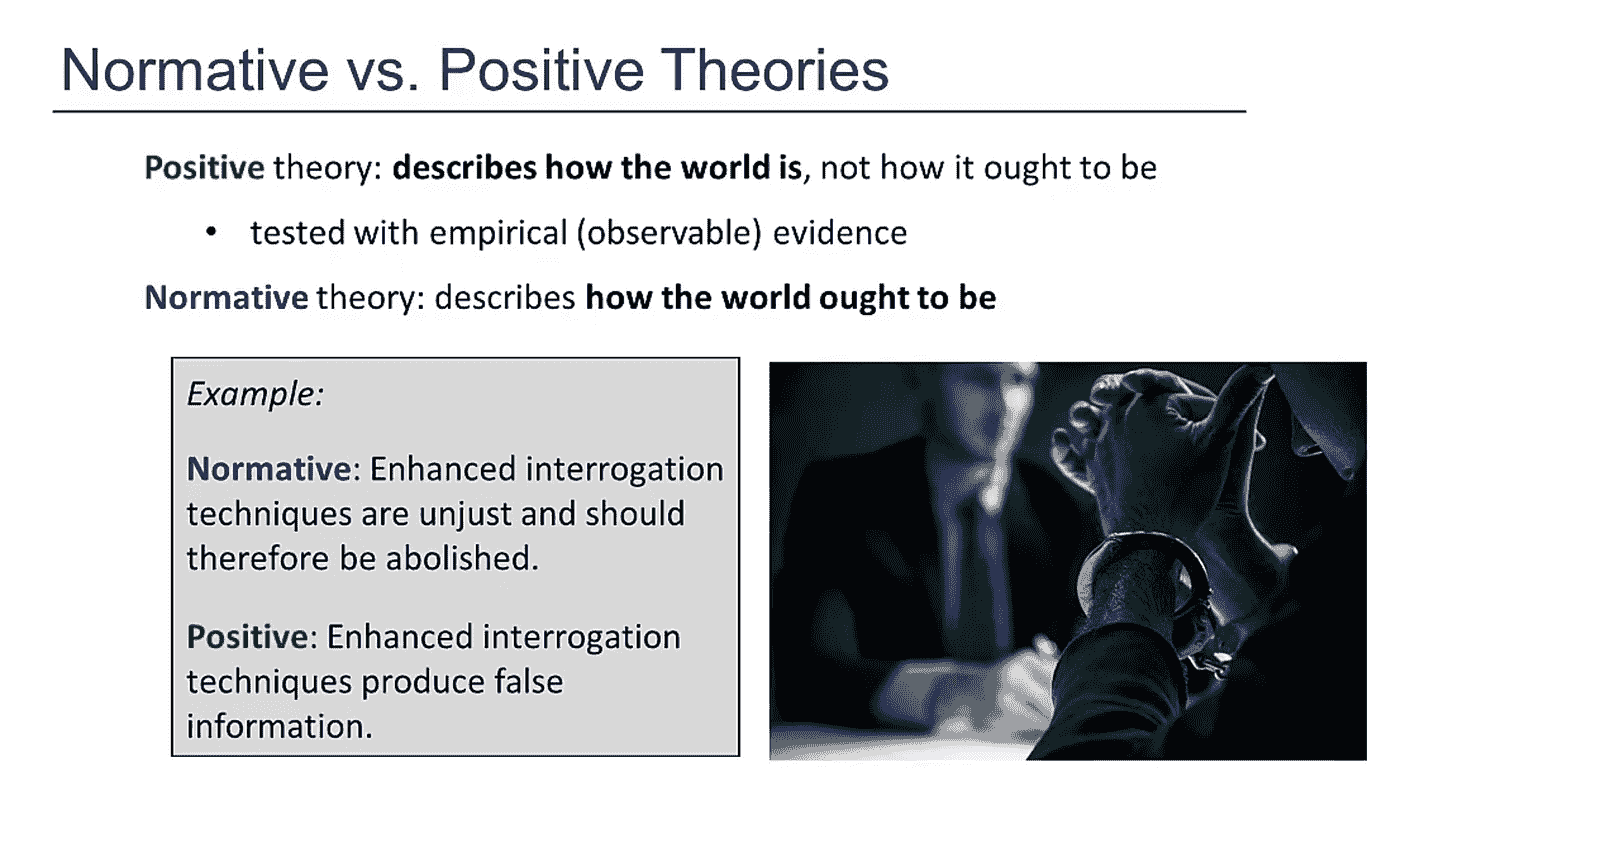 Normative vs. Positive Theories
Positive theory: describes how the world is, not how it ought to be
• tested with empirical (observable) evidence
Normative theory: describes how the world ought to be
Example:
Normative: Enhanced interrogation
techniques are unjust and should
therefore be abolished.
Positive: Enhanced interrogation
techniques produce false
information.